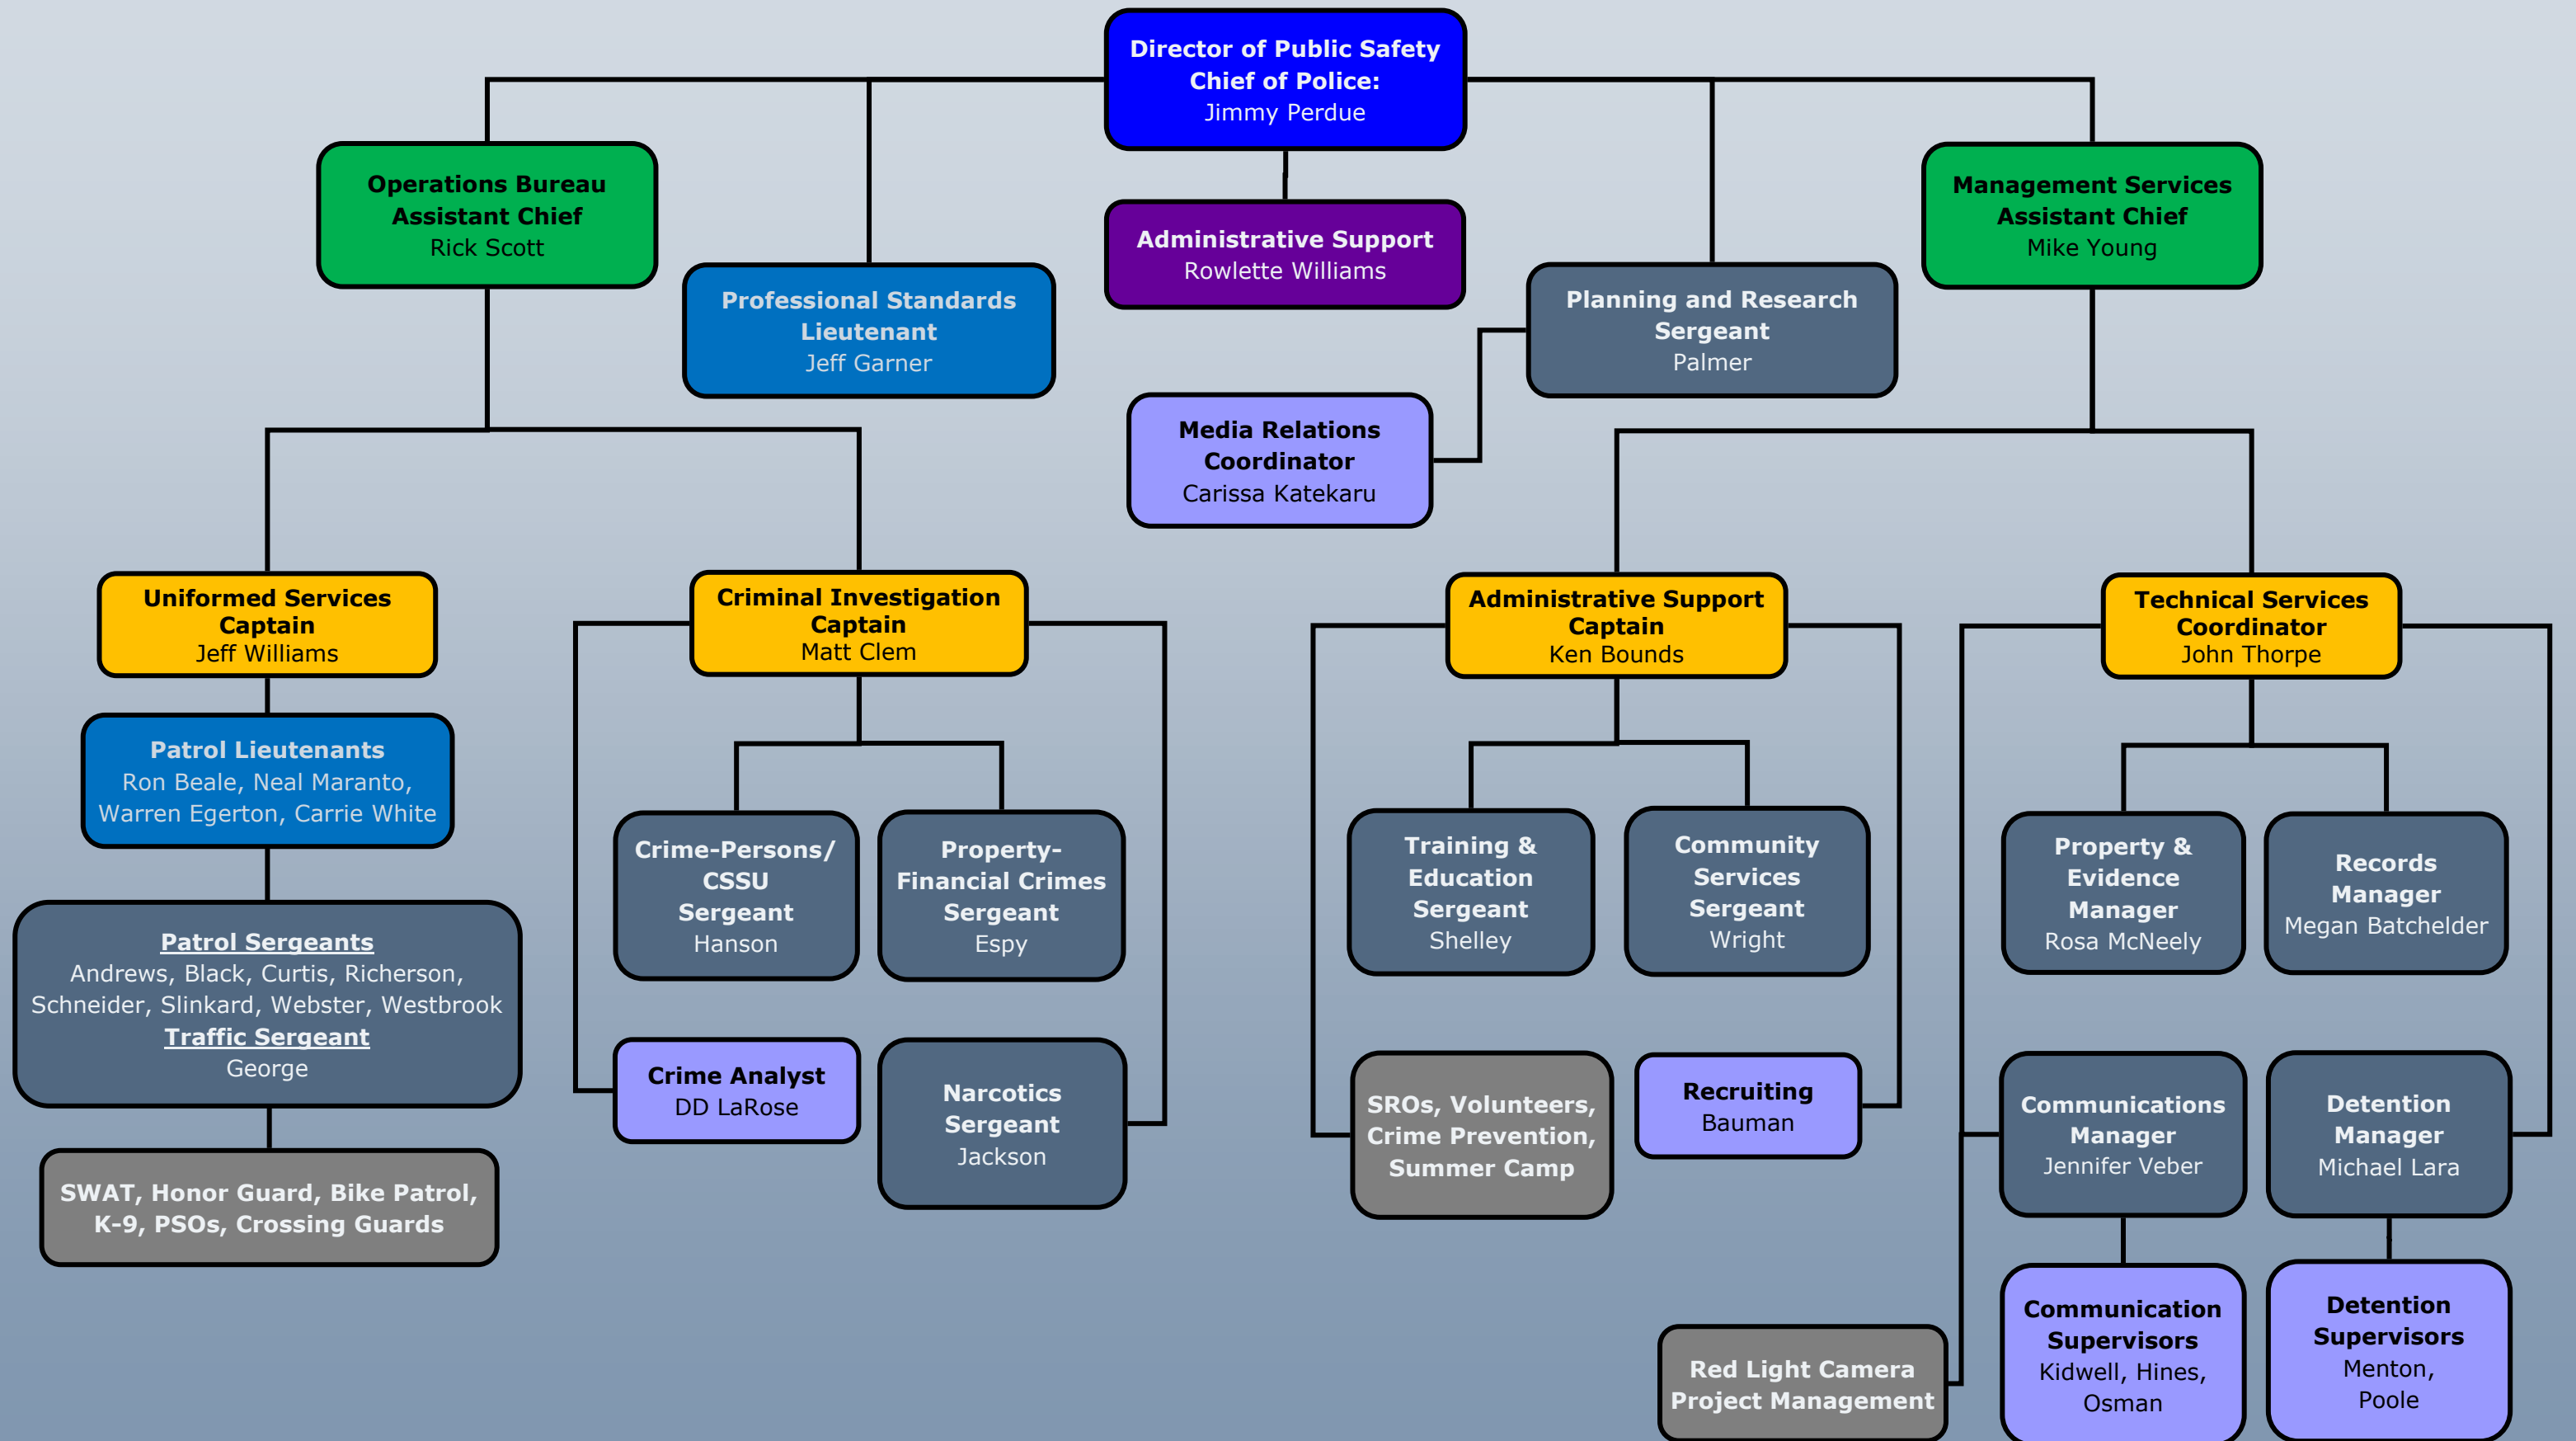 Director of Public Safety
Chief of Police:
Jimmy Perdue
Operations Bureau
Assistant Chief
Rick Scott
Professional Standards
Lieutenant
Jeff Garner
Administrative Support
Rowlette Williams
Planning and Research
Sergeant
Palmer
Management Services
Assistant Chief
Mike Young
Media Relations
Coordinator
Carissa Katekaru
Uniformed Services
Captain
Jeff Williams
Criminal Investigation
Captain
Matt Clem
Administrative Support
Captain
Ken Bounds
Technical Services
Coordinator
John Thorpe
Patrol Lieutenants
Ron Beale, Neal Maranto,
Warren Egerton, Carrie White
Crime-Persons/
CSSU
Sergeant
Hanson
Property-
Financial Crimes
Sergeant
Espy
Training &
Education
Sergeant
Shelley
Community
Services
Sergeant
Wright
Property &
Evidence
Manager
Rosa McNeely
Records
Manager
Megan Batchelder
Patrol Sergeants
Andrews, Black, Curtis, Richerson,
Schneider, Slinkard, Webster, Westbrook
Traffic Sergeant
George
Crime Analyst
DD LaRose
Narcotics
Sergeant
Jackson
SROs, Volunteers,
Crime Prevention,
Summer Camp
Recruiting
Bauman
Communications
Manager
Jennifer Veber
Detention
Manager
Michael Lara
SWAT, Honor Guard, Bike Patrol,
K-9, PSOs, Crossing Guards
Red Light Camera
Project Management
Communication
Supervisors
Kidwell, Hines,
Osman
Detention
Supervisors
Menton,
Poole